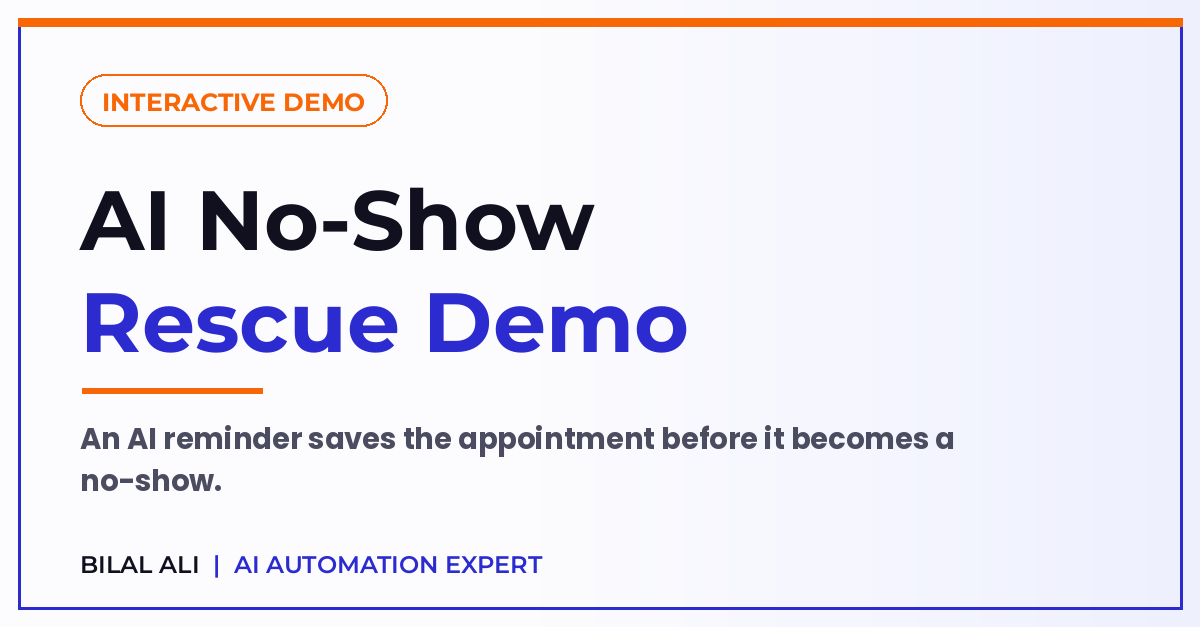 INTERACTIVE DEMO
AI No-Show
Rescue Demo
An AI reminder saves the appointment before it becomes a
no-show.
BILAL ALI | AI AUTOMATION EXPERT